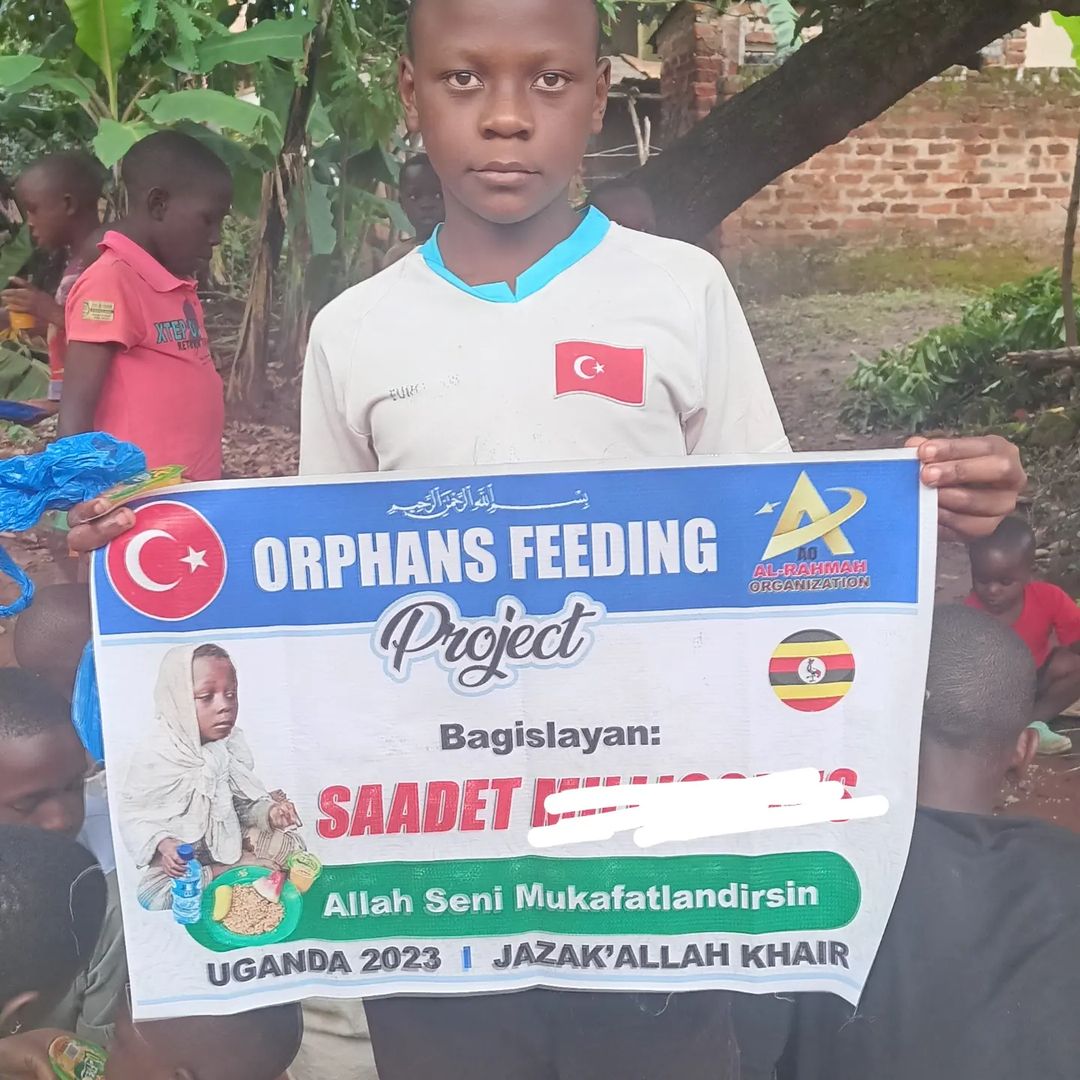 XTEP
بسم الله الرحمن الرحيم
ORPHANS FEEDING
Project
AO
AL-RAHMAH
ORGANIZATION
Bagislayan:
SAADET
Allah Seni Mukafatlandirsin
UGANDA 2023 | JAZAK'ALLAH KHAIR